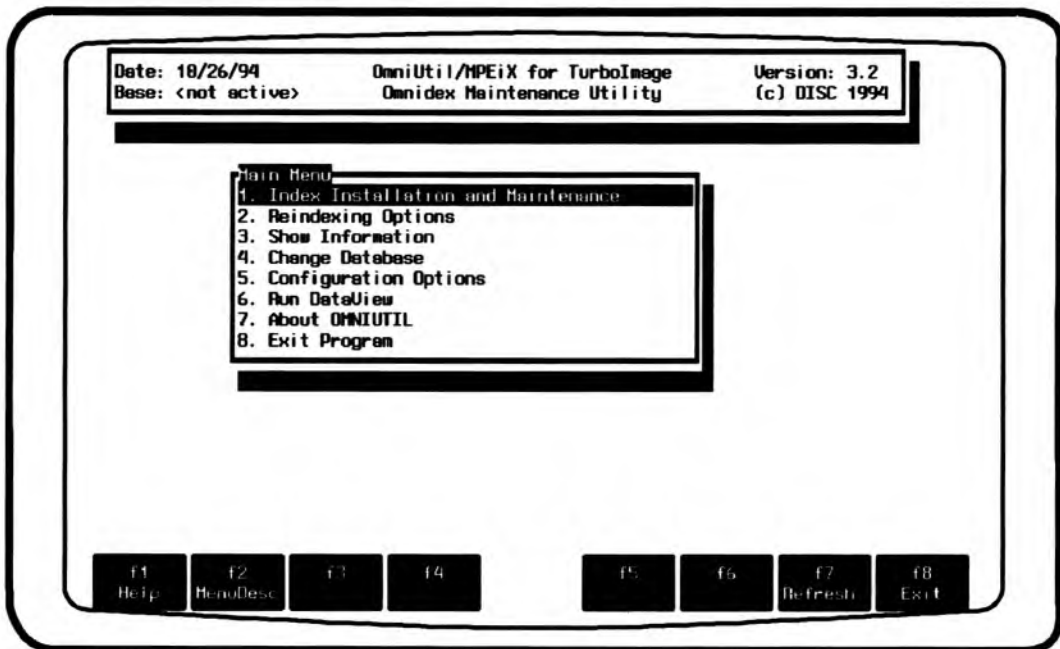 Date: 10/26/94 OmniUtil/MPEiX for TurboImage Version: 3.2
Base: <not active> Omnidex Maintenance Utility (c) DISC 1994
Main Menu
1. Index Installation and Maintenance
2. Reindexing Options
3. Show Information
4. Change Database
5. Configuration Options
6. Run DataView
7. About OMNIUTIL
8. Exit Program
f1 f2 f3 f4 f5 f6 f7 f8
Help MenuDesc Refresh Exit